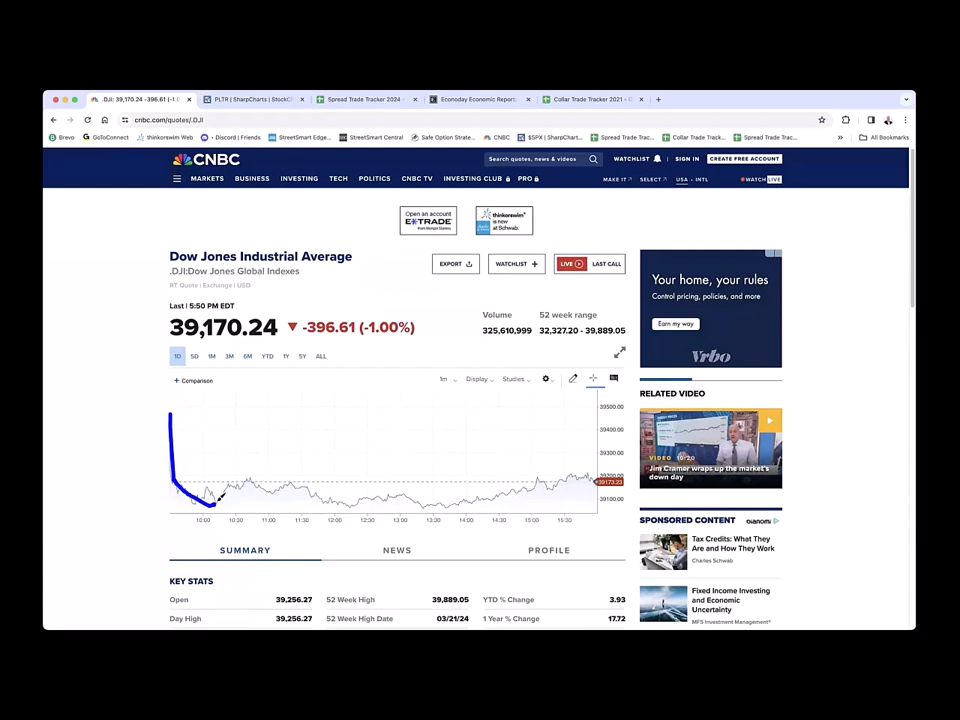 .DJI: 39,170.24 -396.61 (-1.0
PLTR | SharpCharts | StockCh
Spread Trade Tracker 2024
Econoday Economic Report:
Collar Trade Tracker 2021
cnbc.com/quotes/.DJI
Brevo
GoToConnect
thinkorswim Web
Discord | Friends
StreetSmart Edge...
StreetSmart Central
Safe Option Strate...
CNBC
$SPX | SharpChart...
Spread Trade Trac...
Collar Trade Track...
Spread Trade Trac...
All Bookmarks
CNBC
Search quotes, news & videos
WATCHLIST
SIGN IN
CREATE FREE ACCOUNT
MARKETS BUSINESS INVESTING TECH POLITICS CNBC TV INVESTING CLUB PRO
MAKE IT SELECT USA • INTL WATCH LIVE
Open an account
E*TRADE
from Morgan Stanley
thinkorswim
is now
at Schwab.
Dow Jones Industrial Average
.DJI:Dow Jones Global Indexes
RT Quote | Exchange | USD
EXPORT
WATCHLIST +
LIVE LAST CALL
Last | 5:50 PM EDT
39,170.24 ▼ -396.61 (-1.00%)
Volume 52 week range
325,610,999 32,327.20 - 39,889.05
1D 5D 1M 3M 6M YTD 1Y 5Y ALL
+ Comparison
1m Display Studies
39500.00
39400.00
39300.00
39200.00
39173.23
39100.00
10:00 10:30 11:00 11:30 12:00 12:30 13:00 13:30 14:00 14:30 15:00 15:30
SUMMARY NEWS PROFILE
KEY STATS
Open 39,256.27 52 Week High 39,889.05 YTD % Change 3.93
Day High 39,256.27 52 Week High Date 03/21/24 1 Year % Change 17.72
Your home, your rules
Control pricing, policies, and more
Earn my way
Vrbo
RELATED VIDEO
VIDEO 10:20
Jim Cramer wraps up the market's
down day
SPONSORED CONTENT
GIANOMI
Tax Credits: What They
Are and How They Work
Charles Schwab
Fixed Income Investing
and Economic
Uncertainty
MFS Investment Management®